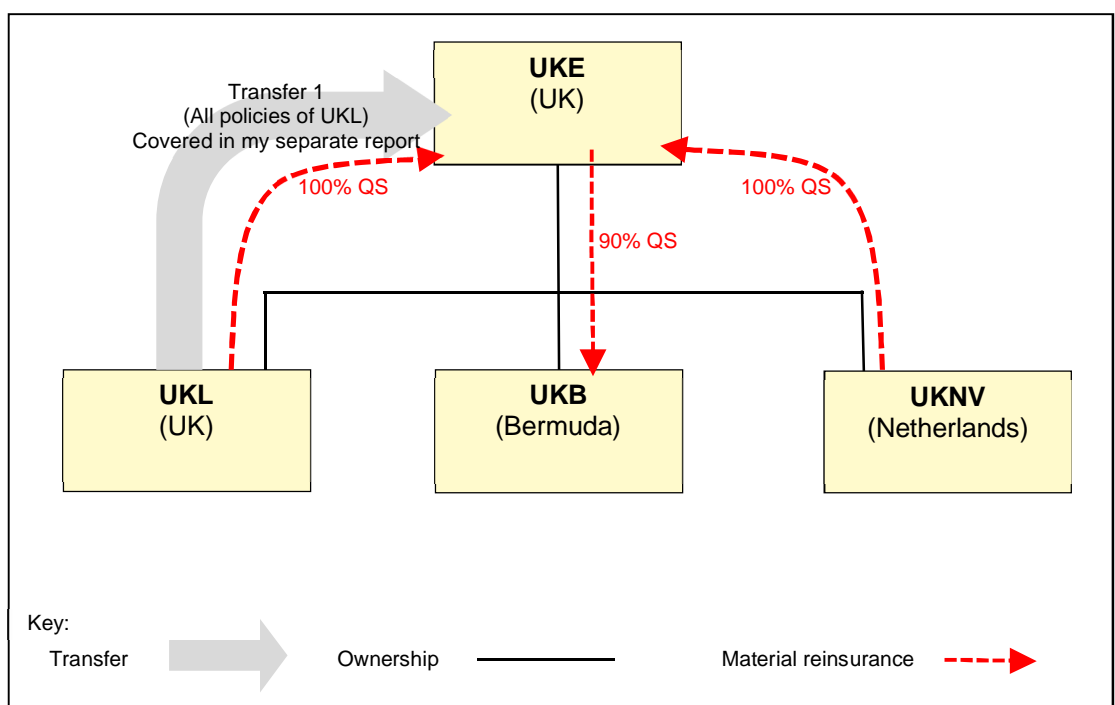 UKE
(UK)
Transfer 1
(All policies of UKL)
Covered in my separate report
100% QS
100% QS
90% QS
UKL
(UK)
UKB
(Bermuda)
UKNV
(Netherlands)
Key:
Transfer
Ownership
Material reinsurance